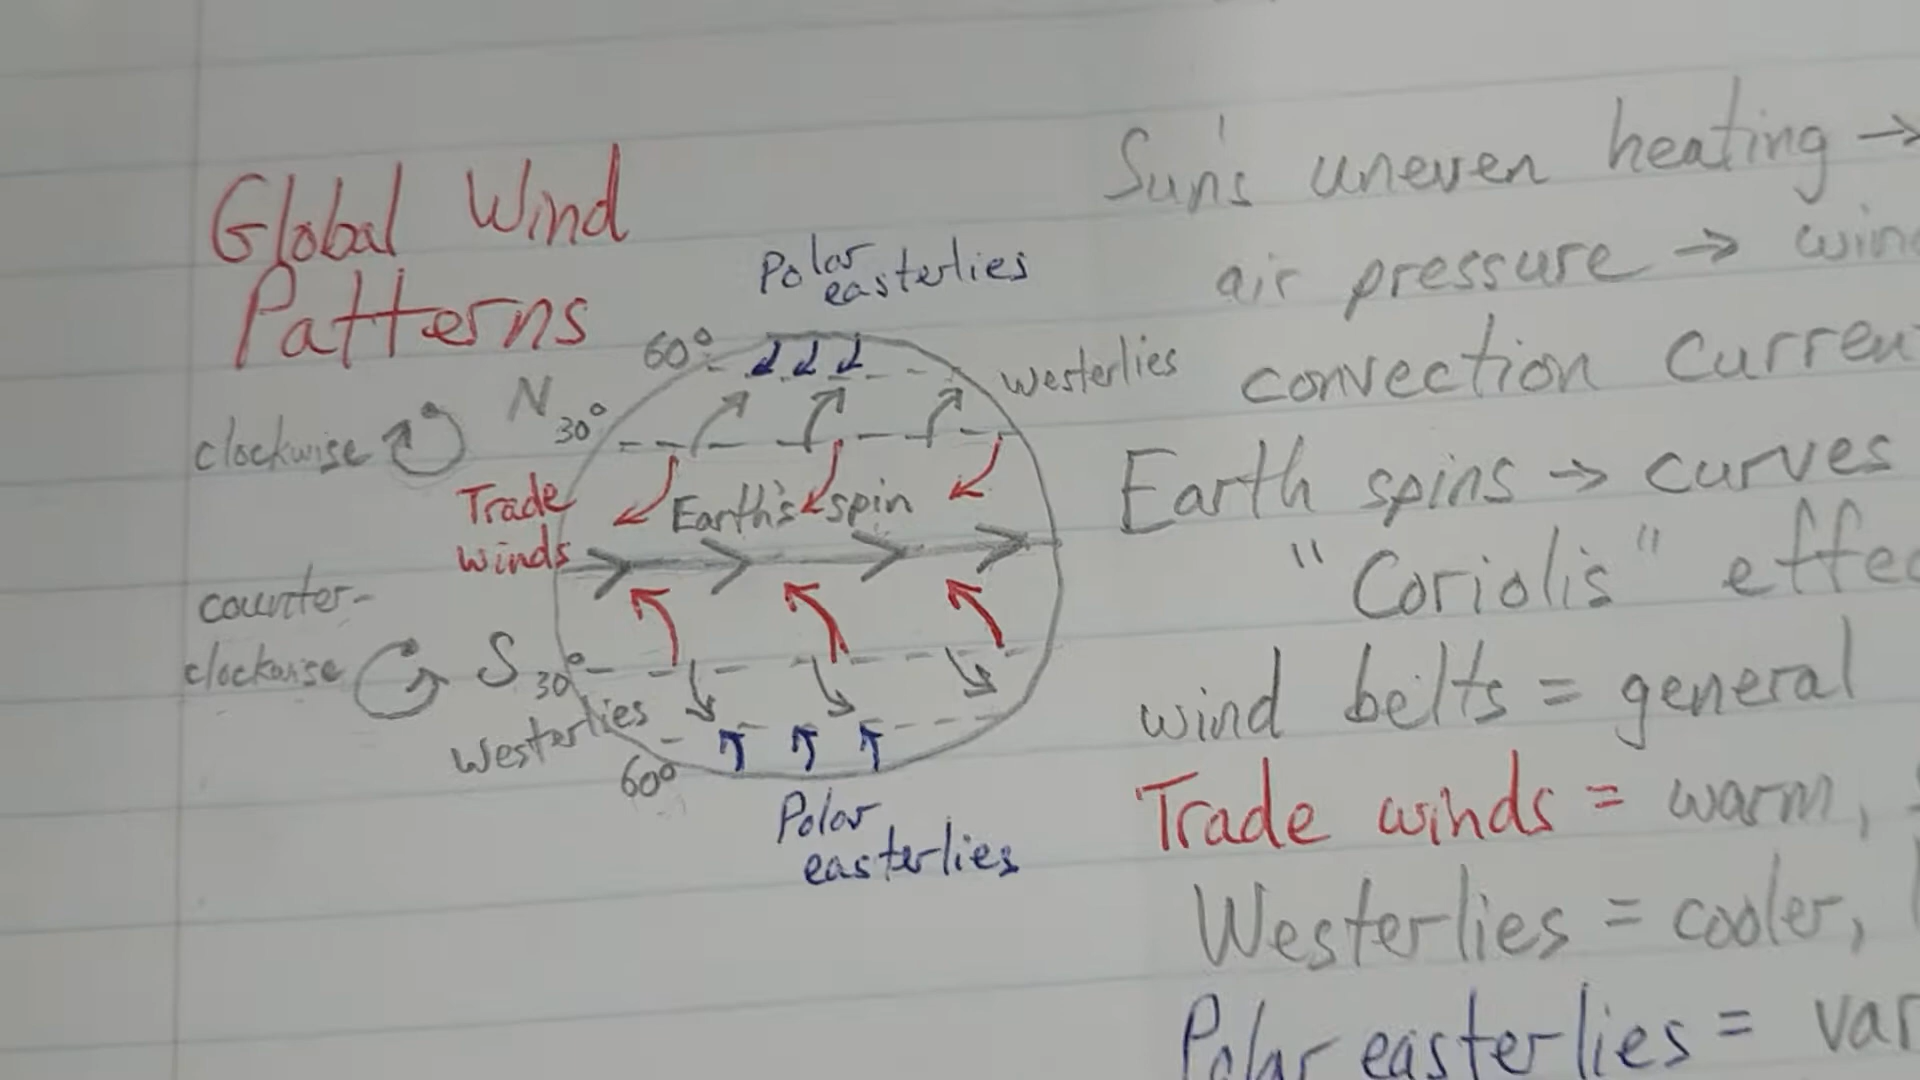 Global Wind
Patterns
Polar
easterlies
60°
Westerlies
N
30°
clockwise
Trade
winds
Earth's spin
counter-
clockwise
S
30°
Westerlies
60°
Polar
easterlies
Sun's uneven heating →
air pressure →
convection
Earth spins → curves
"Coriolis"
wind belts = general
Trade winds = warm,
Westerlies = cooler,
Polar easterlies =